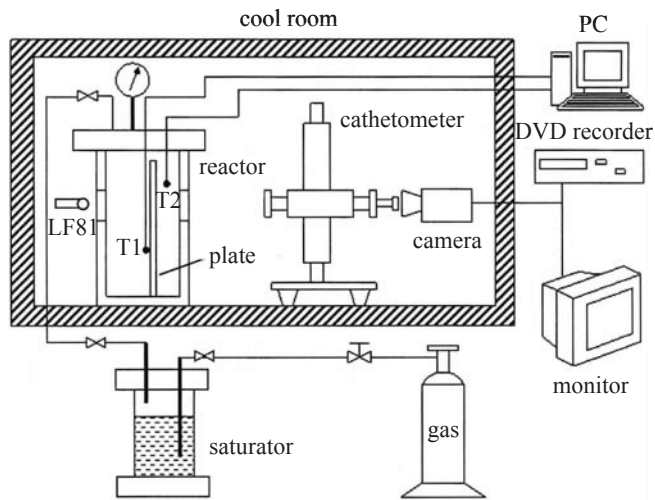 cool room
PC
cathetometer
DVD recorder
reactor
T2
LF81
T1
plate
camera
monitor
gas
saturator